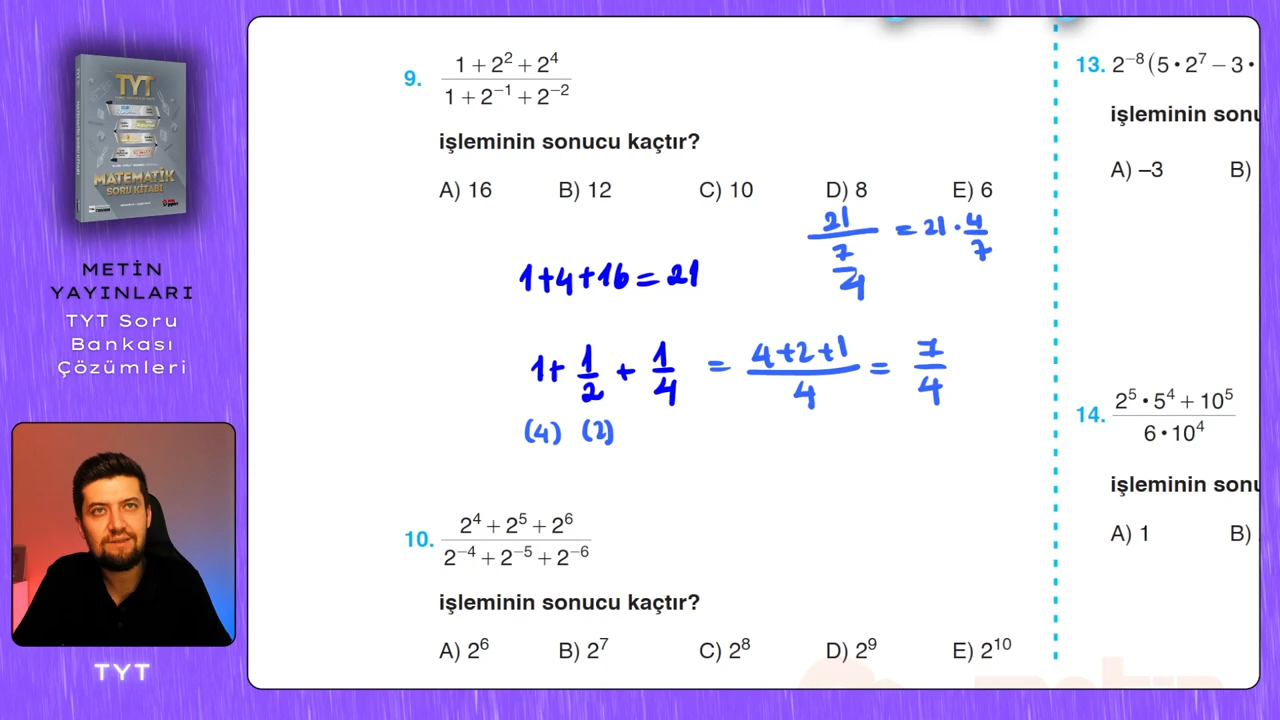 TYT
MATEMATİK
SORU KİTABI
METİN
YAYINLARI
TYT Soru
Bankası
Çözümleri
TYT
9. (1 + 2² + 2⁴) / (1 + 2⁻¹ + 2⁻²)
işleminin sonucu kaçtır?
A) 16 B) 12 C) 10 D) 8 E) 6
21 / (7/4) = 21 · 4/7
1+4+16=21
1+ 1/2 + 1/4 = (4+2+1)/4 = 7/4
(4) (2)
10. (2⁴ + 2⁵ + 2⁶) / (2⁻⁴ + 2⁻⁵ + 2⁻⁶)
işleminin sonucu kaçtır?
A) 2⁶ B) 2⁷ C) 2⁸ D) 2⁹ E) 2¹⁰
13. 2⁻⁸ (5 • 2⁷ – 3 •
işleminin sonu
A) –3 B)
14. (2⁵ • 5⁴ + 10⁵) / (6 • 10⁴)
işleminin sonu
A) 1 B)